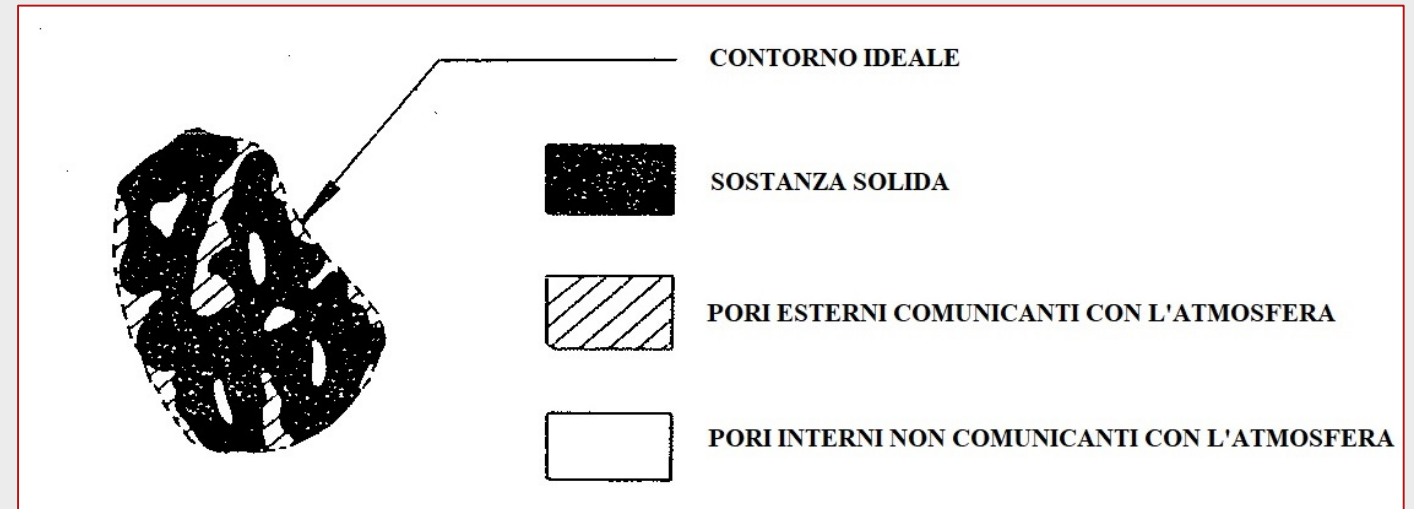 CONTORNO IDEALE
SOSTANZA SOLIDA
PORI ESTERNI COMUNICANTI CON L'ATMOSFERA
PORI INTERNI NON COMUNICANTI CON L'ATMOSFERA